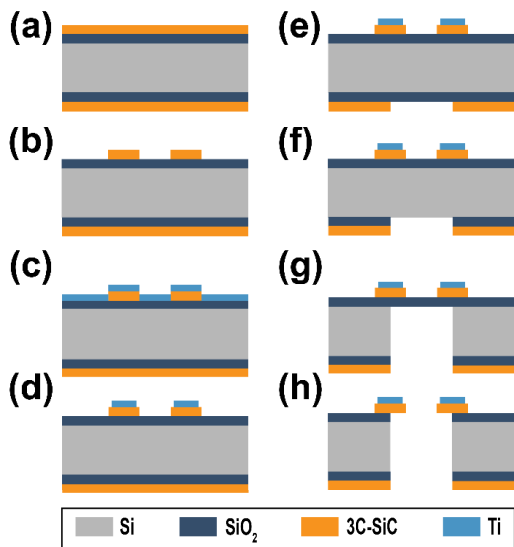 (a)
(b)
(c)
(d)
(e)
(f)
(g)
(h)
Si SiO₂ 3C-SiC Ti